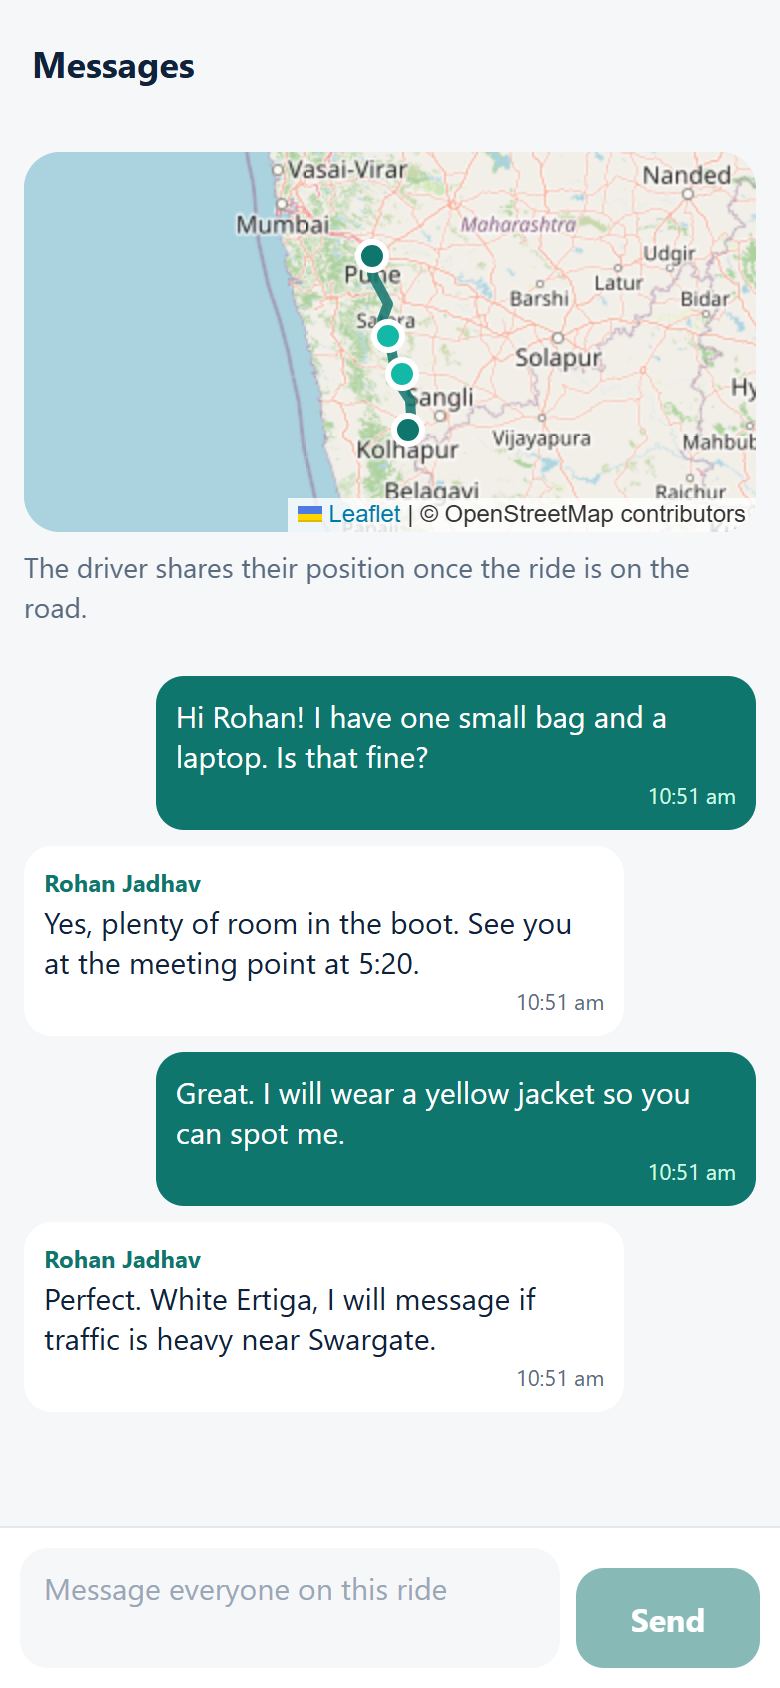 Messages
Vasai-Virar
Nanded
Mumbai
Maharashtra
Udgir
Pune
Latur
Barshi
Bidar
Satara
Solapur
Sangli
Vijayapura
Kolhapur
Belagavi
Raichur
Leaflet | © OpenStreetMap contributors
The driver shares their position once the ride is on the
road.
Hi Rohan! I have one small bag and a
laptop. Is that fine?
10:51 am
Rohan Jadhav
Yes, plenty of room in the boot. See you
at the meeting point at 5:20.
10:51 am
Great. I will wear a yellow jacket so you
can spot me.
10:51 am
Rohan Jadhav
Perfect. White Ertiga, I will message if
traffic is heavy near Swargate.
10:51 am
Message everyone on this ride
Send